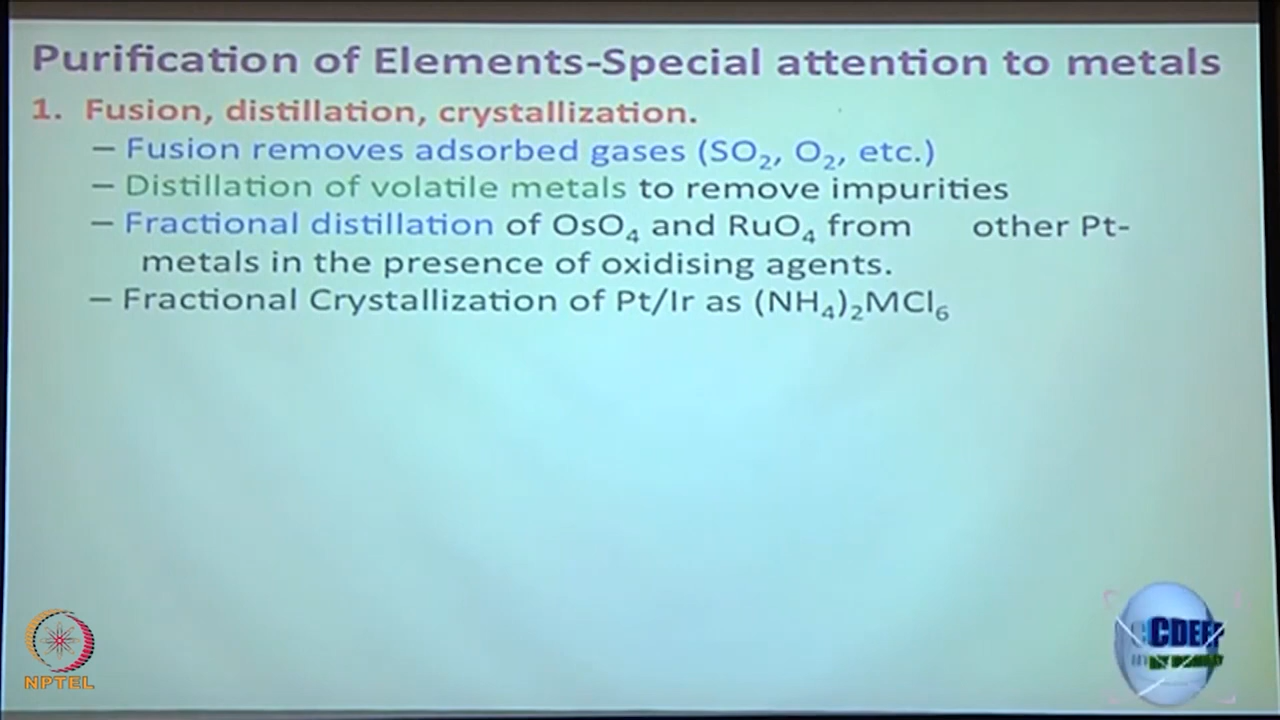 Purification of Elements-Special attention to metals
1. Fusion, distillation, crystallization.
– Fusion removes adsorbed gases (SO₂, O₂, etc.)
– Distillation of volatile metals to remove impurities
– Fractional distillation of OsO₄ and RuO₄ from other Pt-
metals in the presence of oxidising agents.
– Fractional Crystallization of Pt/Ir as (NH₄)₂MCl₆
CDEEP
NPTEL